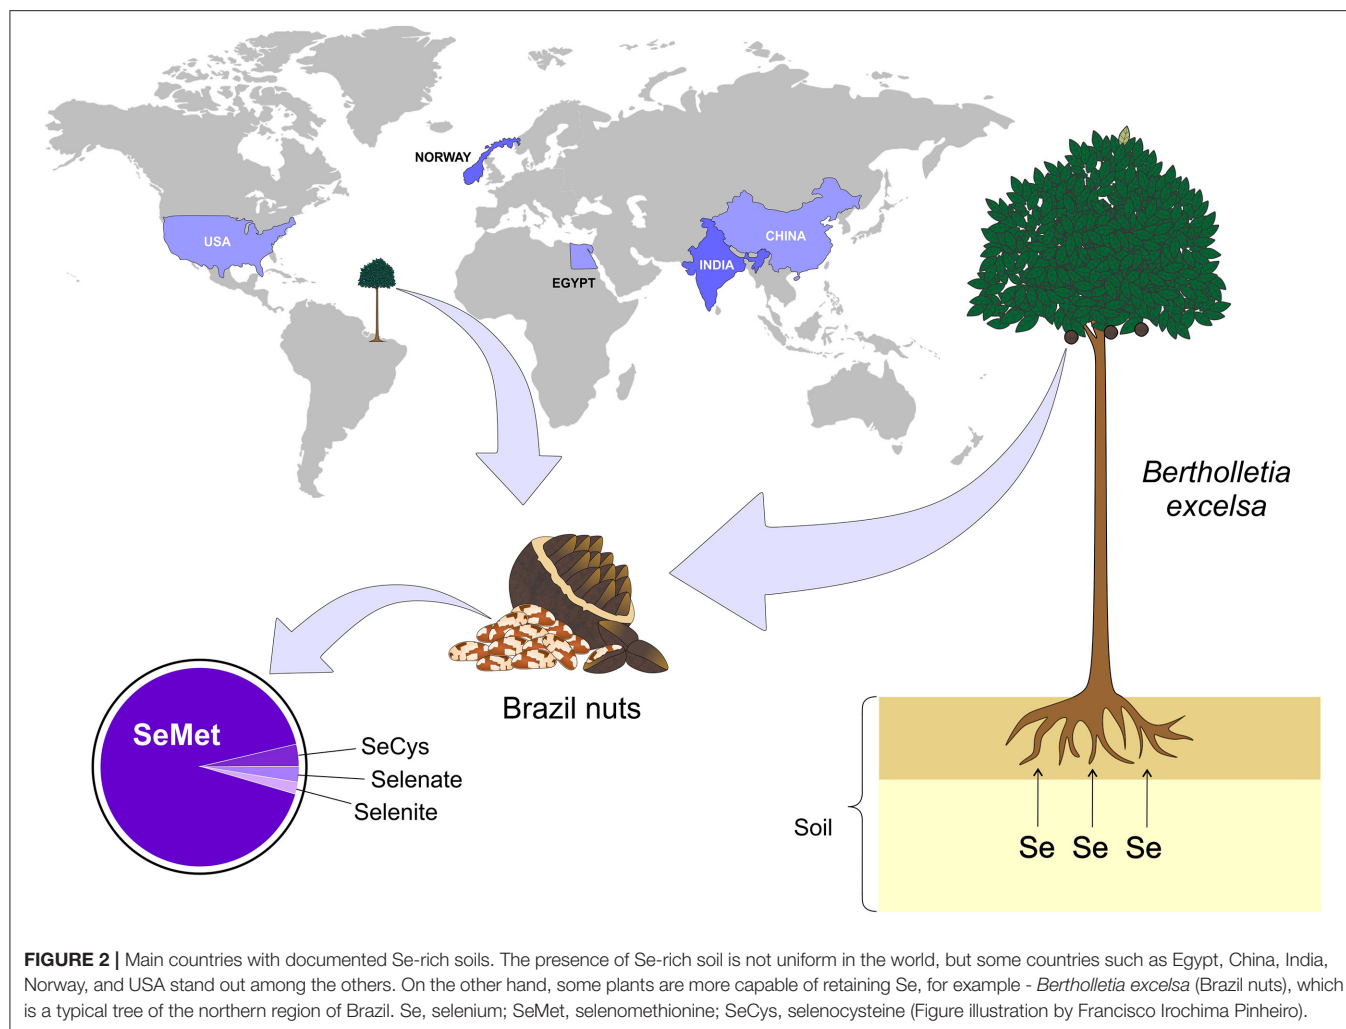 NORWAY
USA
CHINA
INDIA
EGYPT
Bertholletia
excelsa
Brazil nuts
SeMet
SeCys
Selenate
Selenite
Soil
Se Se Se
FIGURE 2 | Main countries with documented Se-rich soils. The presence of Se-rich soil is not uniform in the world, but some countries such as Egypt, China, India,
Norway, and USA stand out among the others. On the other hand, some plants are more capable of retaining Se, for example - Bertholletia excelsa (Brazil nuts), which
is a typical tree of the northern region of Brazil. Se, selenium; SeMet, selenomethionine; SeCys, selenocysteine (Figure illustration by Francisco Irochima Pinheiro).